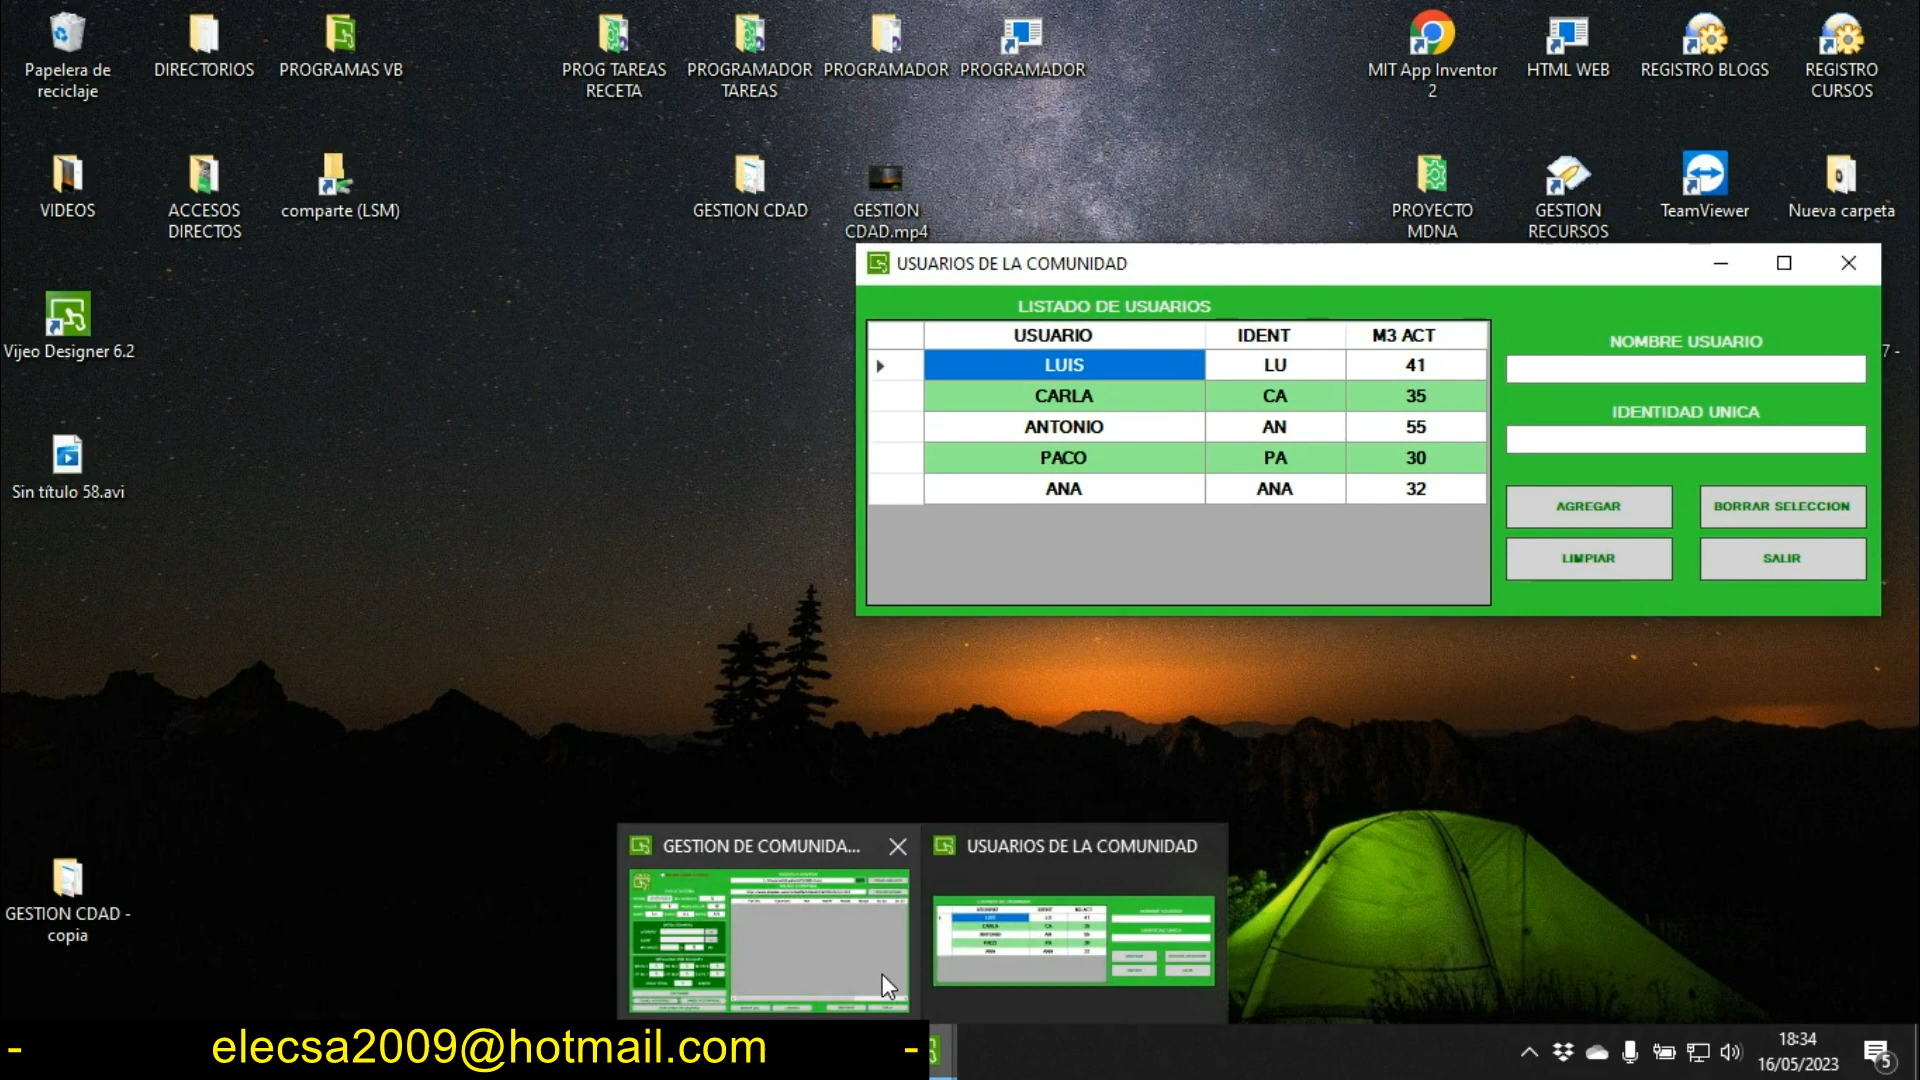 Papelera de
reciclaje
DIRECTORIOS
PROGRAMAS VB
PROG TAREAS
RECETA
PROGRAMADOR
TAREAS
PROGRAMADOR
PROGRAMADOR
MIT App Inventor
2
HTML WEB
REGISTRO BLOGS
REGISTRO
CURSOS
VIDEOS
ACCESOS
DIRECTOS
comparte (LSM)
GESTION CDAD
GESTION
CDAD.mp4
PROYECTO
MDNA
GESTION
RECURSOS
TeamViewer
Nueva carpeta
Vijeo Designer 6.2
Sin título 58.avi
GESTION CDAD -
copia
7 -
USUARIOS DE LA COMUNIDAD
LISTADO DE USUARIOS
USUARIO IDENT M3 ACT
LUIS LU 41
CARLA CA 35
ANTONIO AN 55
PACO PA 30
ANA ANA 32
NOMBRE USUARIO
IDENTIDAD UNICA
AGREGAR BORRAR SELECCION
LIMPIAR SALIR
GESTION DE COMUNIDA...
USUARIOS DE LA COMUNIDAD
- elecsa2009@hotmail.com -
18:34
16/05/2023
5